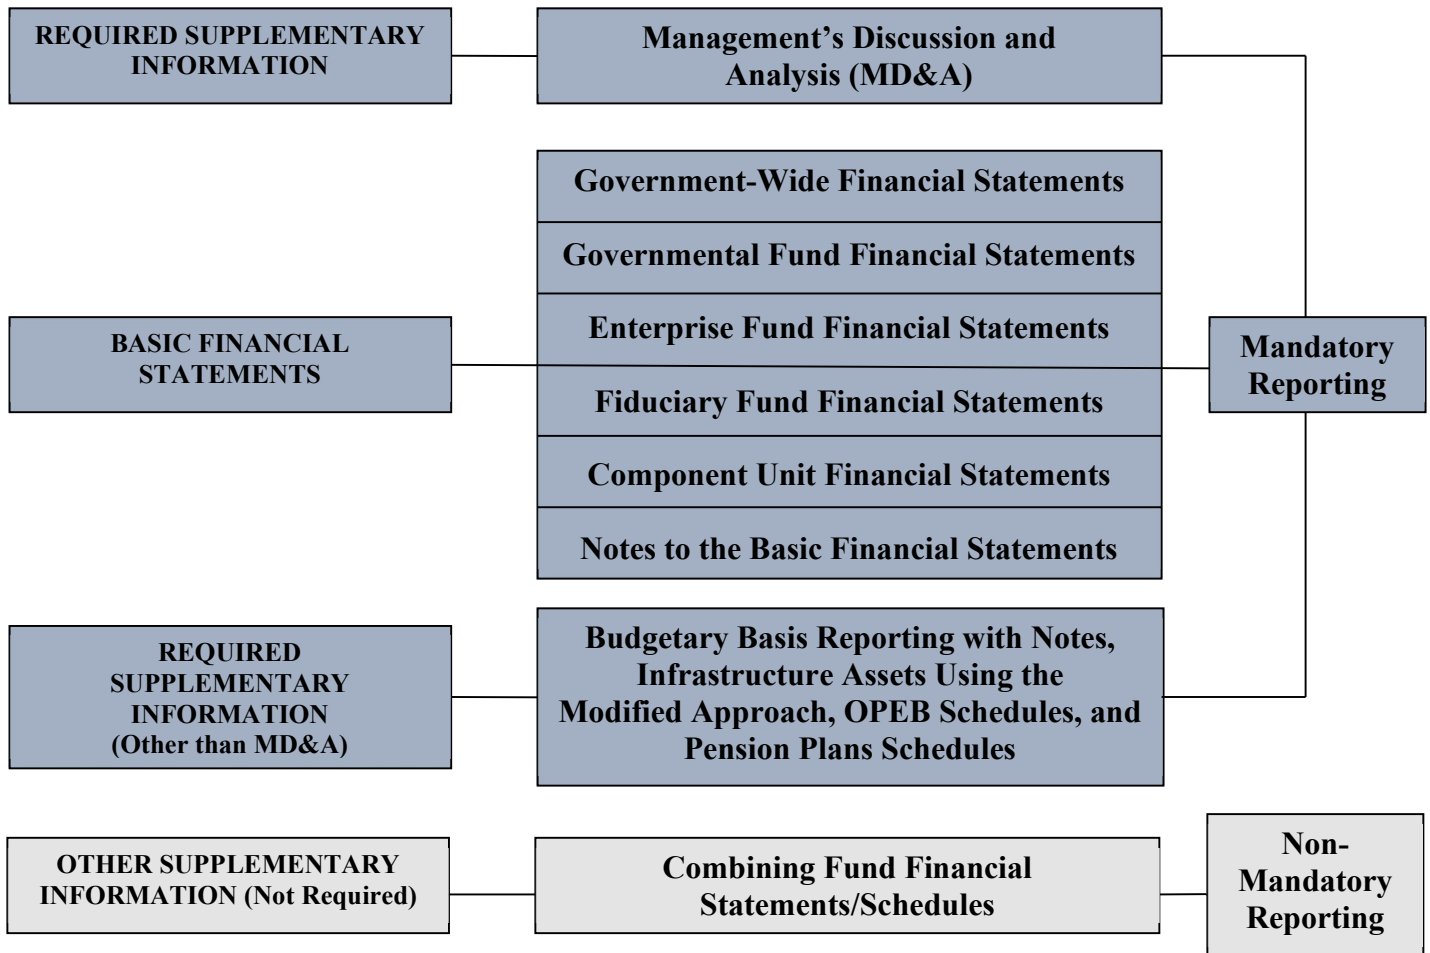 REQUIRED SUPPLEMENTARY
INFORMATION
Management’s Discussion and
Analysis (MD&A)
Government-Wide Financial Statements
Governmental Fund Financial Statements
Enterprise Fund Financial Statements
BASIC FINANCIAL
STATEMENTS
Mandatory
Reporting
Fiduciary Fund Financial Statements
Component Unit Financial Statements
Notes to the Basic Financial Statements
REQUIRED
SUPPLEMENTARY
INFORMATION
(Other than MD&A)
Budgetary Basis Reporting with Notes,
Infrastructure Assets Using the
Modified Approach, OPEB Schedules, and
Pension Plans Schedules
OTHER SUPPLEMENTARY
INFORMATION (Not Required)
Combining Fund Financial
Statements/Schedules
Non-
Mandatory
Reporting